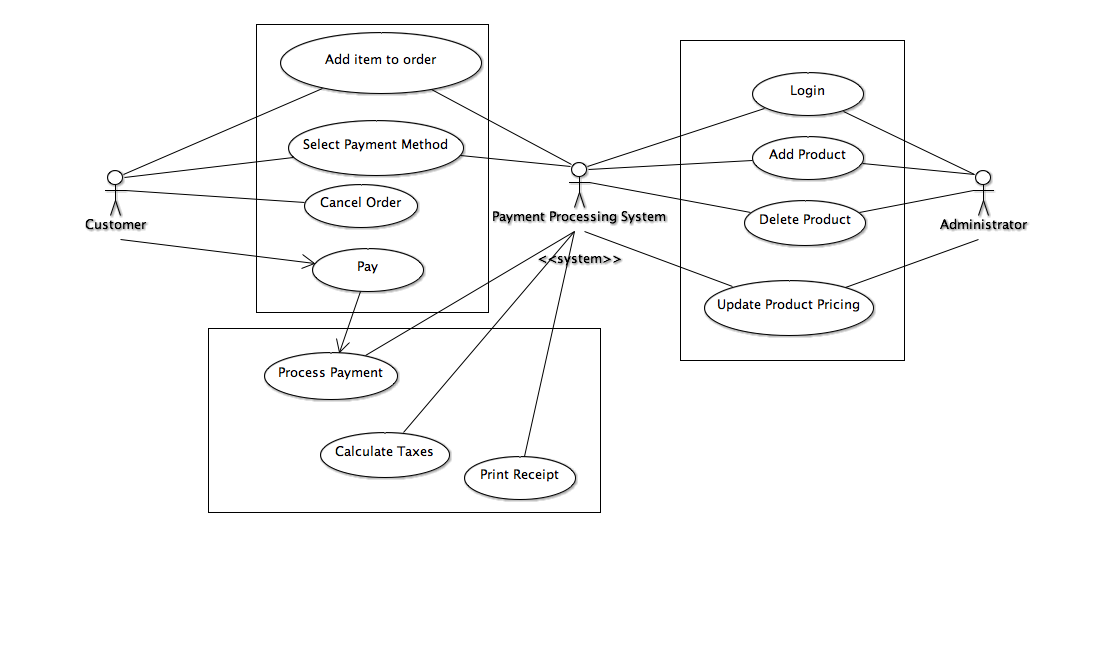 Add item to order
Select Payment Method
Cancel Order
Pay
Customer
Process Payment
Calculate Taxes
Print Receipt
Payment Processing System
<<system>>
Login
Add Product
Delete Product
Update Product Pricing
Administrator